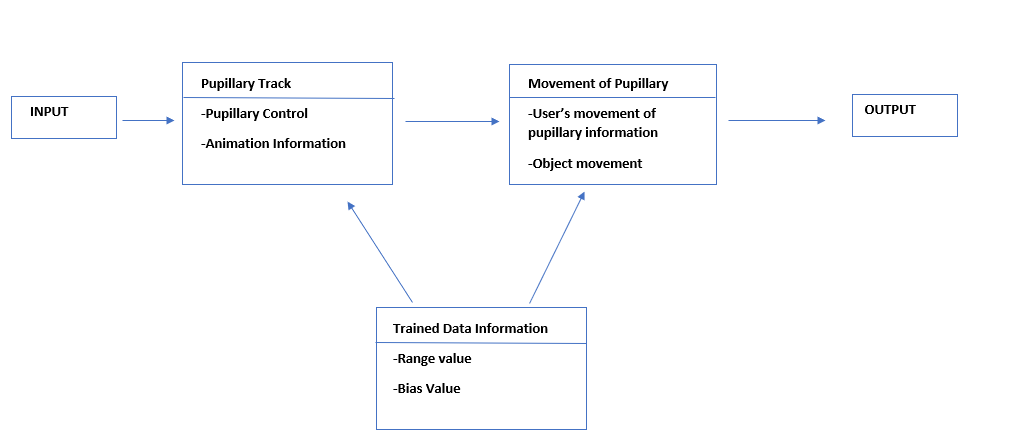 INPUT
Pupillary Track
-Pupillary Control
-Animation Information
Movement of Pupillary
-User’s movement of
pupillary information
-Object movement
OUTPUT
Trained Data Information
-Range value
-Bias Value